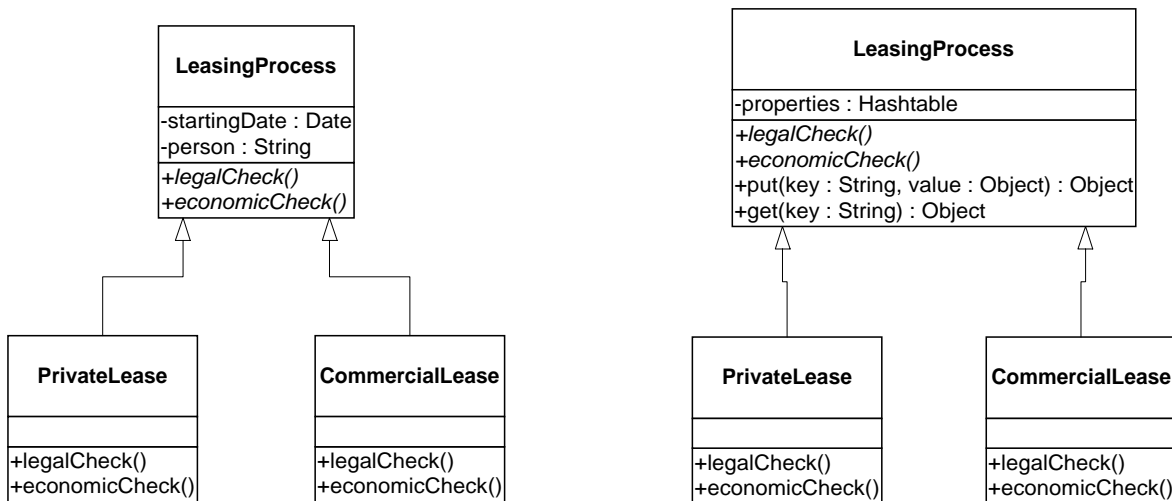 LeasingProcess
-startingDate : Date
-person : String
+legalCheck()
+economicCheck()
PrivateLease
+legalCheck()
+economicCheck()
CommercialLease
+legalCheck()
+economicCheck()
LeasingProcess
-properties : Hashtable
+legalCheck()
+economicCheck()
+put(key : String, value : Object) : Object
+get(key : String) : Object
PrivateLease
+legalCheck()
+economicCheck()
CommercialLease
+legalCheck()
+economicCheck()